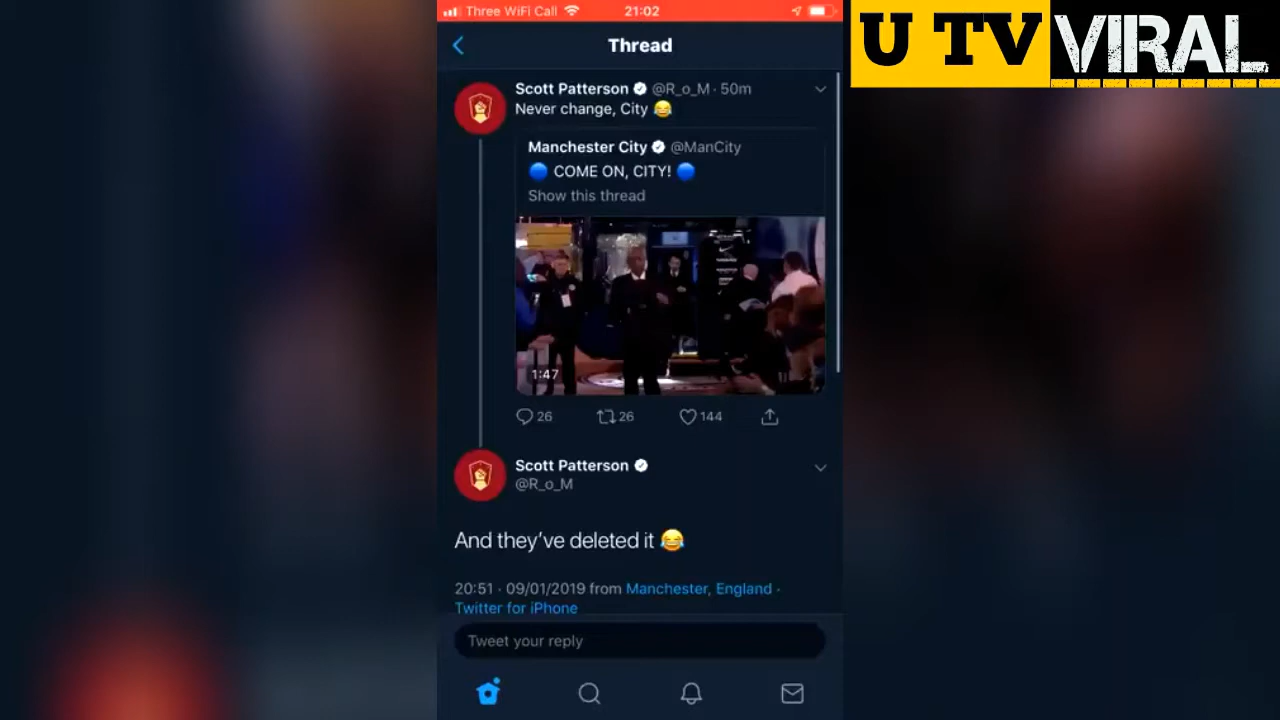 Three WiFi Call 21:02
U TV VIRAL
Thread
Scott Patterson @R_o_M · 50m
Never change, City 😂
Manchester City @ManCity
🔵 COME ON, CITY! 🔵
Show this thread
1:47
26 26 144
Scott Patterson
@R_o_M
And they've deleted it 😂
20:51 · 09/01/2019 from Manchester, England ·
Twitter for iPhone
Tweet your reply